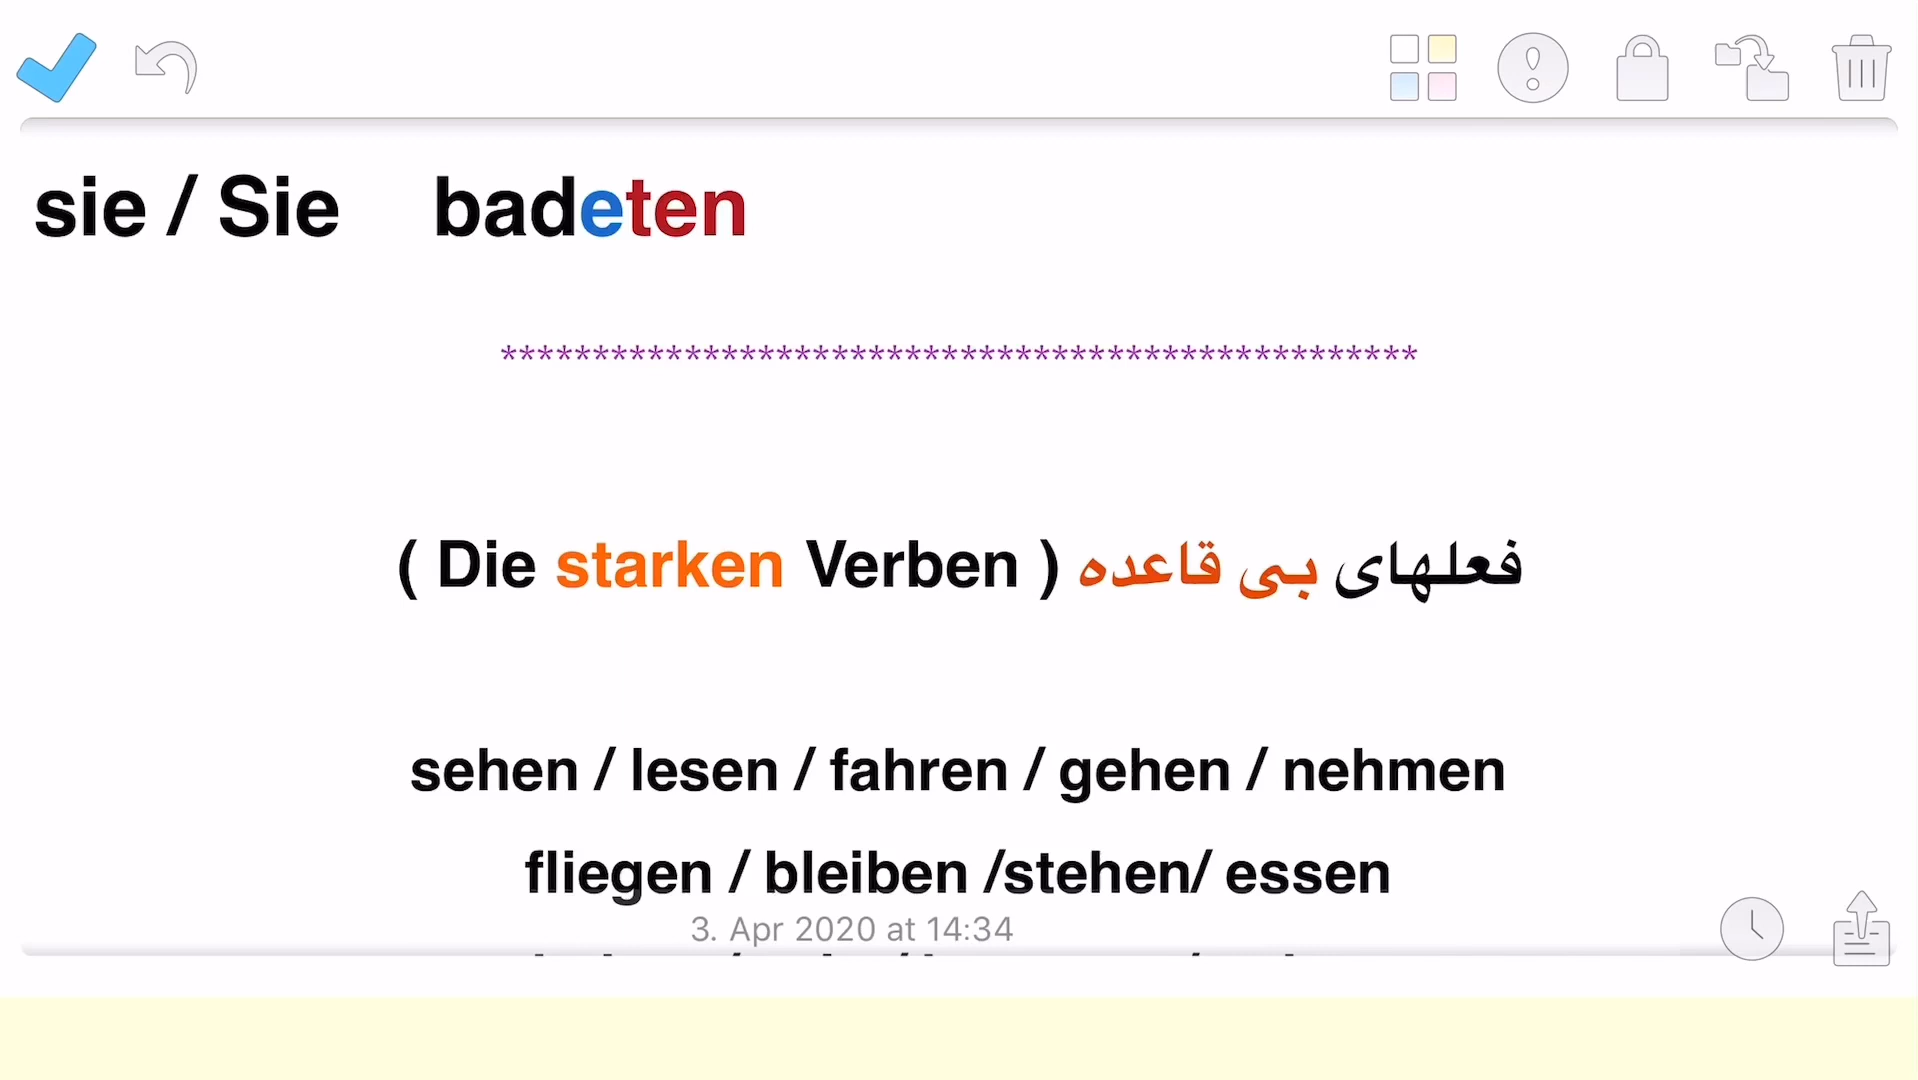 sie / Sie badeten
**************************************************
فعلهای بی قاعده ( Die starken Verben )
sehen / lesen / fahren / gehen / nehmen
fliegen / bleiben /stehen/ essen
3. Apr 2020 at 14:34